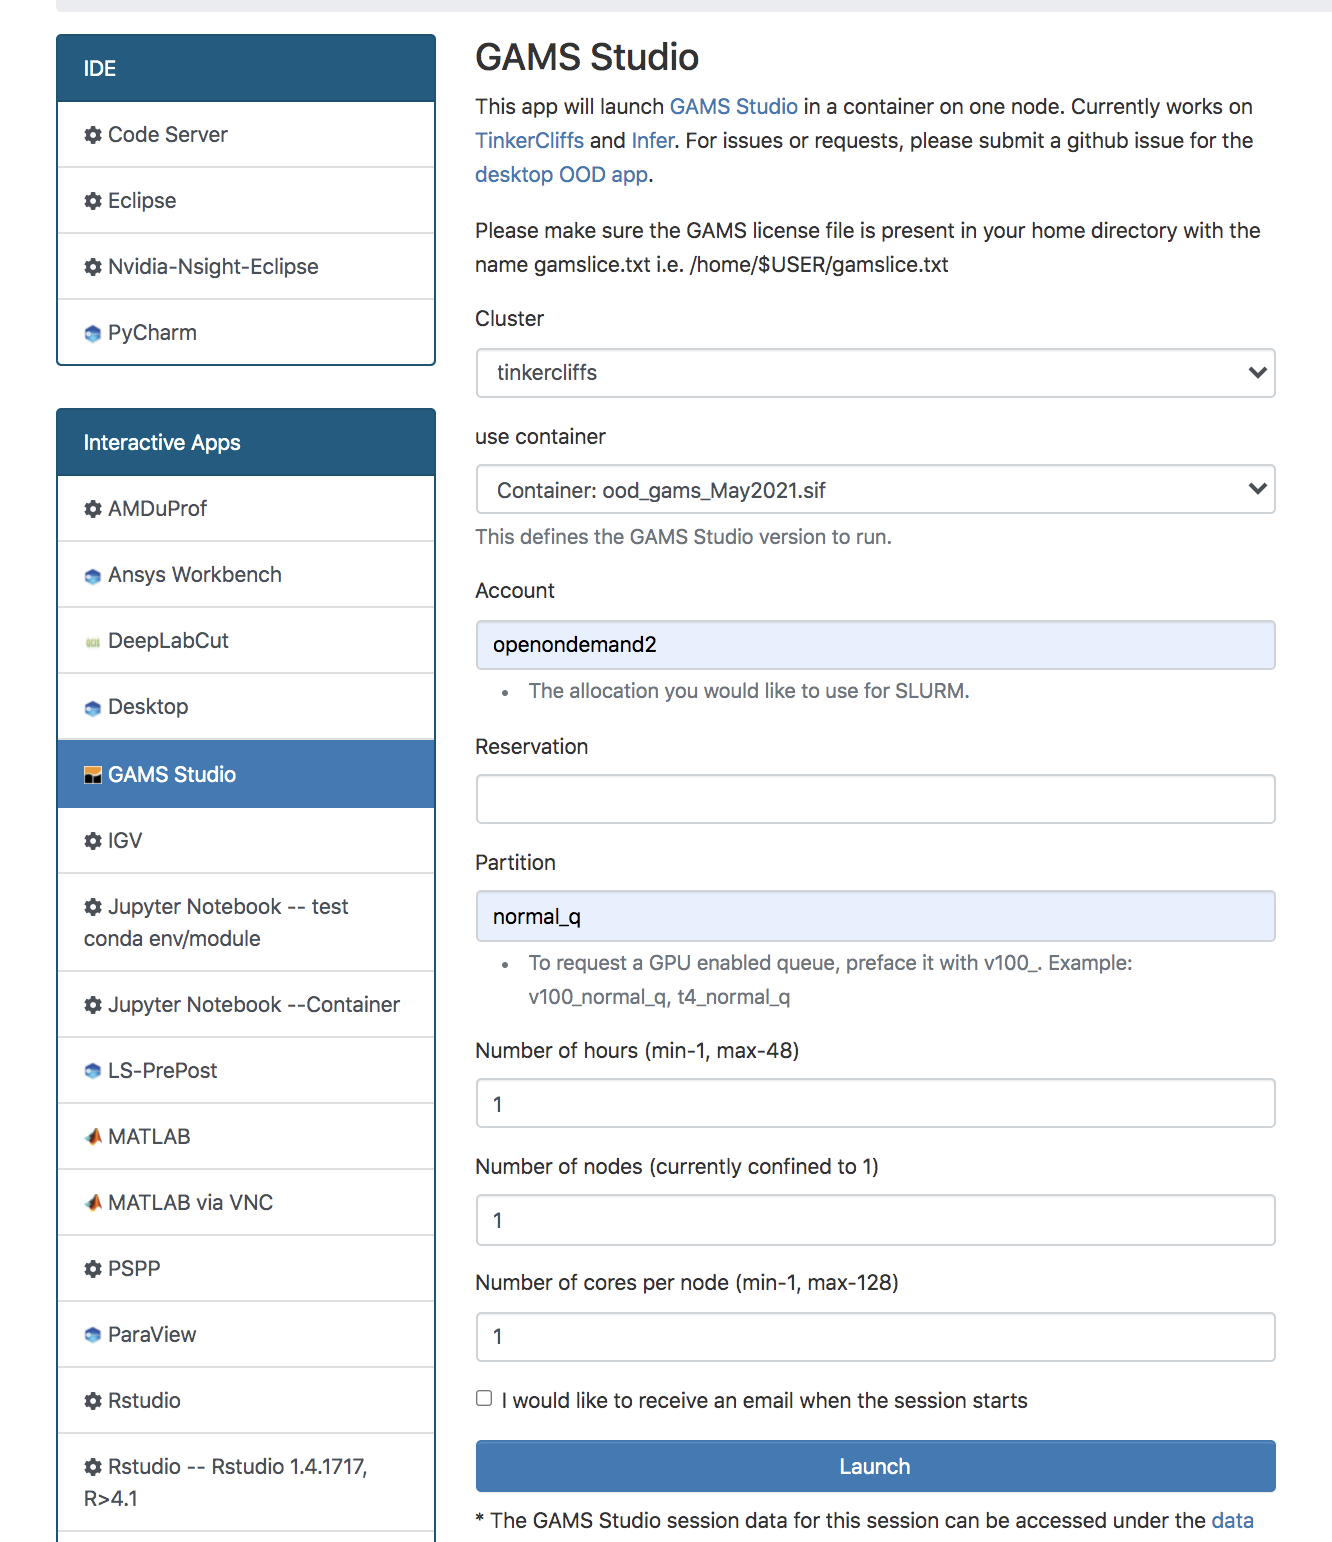 IDE
Code Server
Eclipse
Nvidia-Nsight-Eclipse
PyCharm
Interactive Apps
AMDuProf
Ansys Workbench
DeepLabCut
Desktop
GAMS Studio
IGV
Jupyter Notebook -- test
conda env/module
Jupyter Notebook --Container
LS-PrePost
MATLAB
MATLAB via VNC
PSPP
ParaView
Rstudio
Rstudio -- Rstudio 1.4.1717,
R>4.1
GAMS Studio
This app will launch GAMS Studio in a container on one node. Currently works on
TinkerCliffs and Infer. For issues or requests, please submit a github issue for the
desktop OOD app.
Please make sure the GAMS license file is present in your home directory with the
name gamslice.txt i.e. /home/$USER/gamslice.txt
Cluster
tinkercliffs
use container
Container: ood_gams_May2021.sif
This defines the GAMS Studio version to run.
Account
openondemand2
• The allocation you would like to use for SLURM.
Reservation
Partition
normal_q
• To request a GPU enabled queue, preface it with v100_. Example:
v100_normal_q, t4_normal_q
Number of hours (min-1, max-48)
1
Number of nodes (currently confined to 1)
1
Number of cores per node (min-1, max-128)
1
I would like to receive an email when the session starts
Launch
* The GAMS Studio session data for this session can be accessed under the data